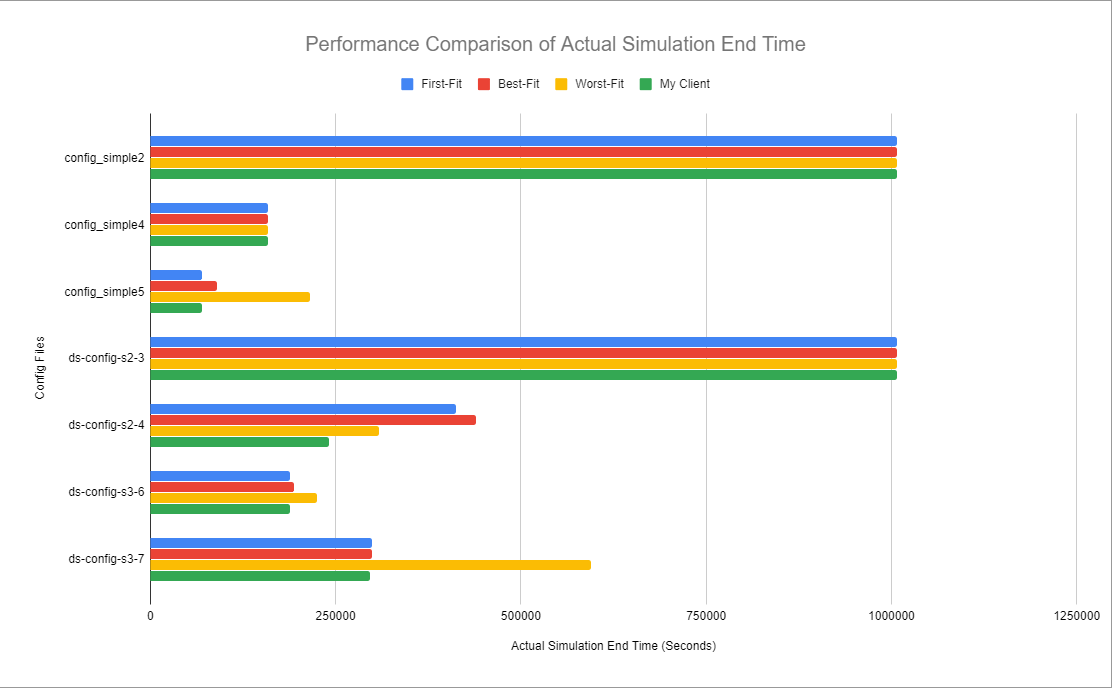 Performance Comparison of Actual Simulation End Time
First-Fit Best-Fit Worst-Fit My Client
Config Files
config_simple2
config_simple4
config_simple5
ds-config-s2-3
ds-config-s2-4
ds-config-s3-6
ds-config-s3-7
0 250000 500000 750000 1000000 1250000
Actual Simulation End Time (Seconds)